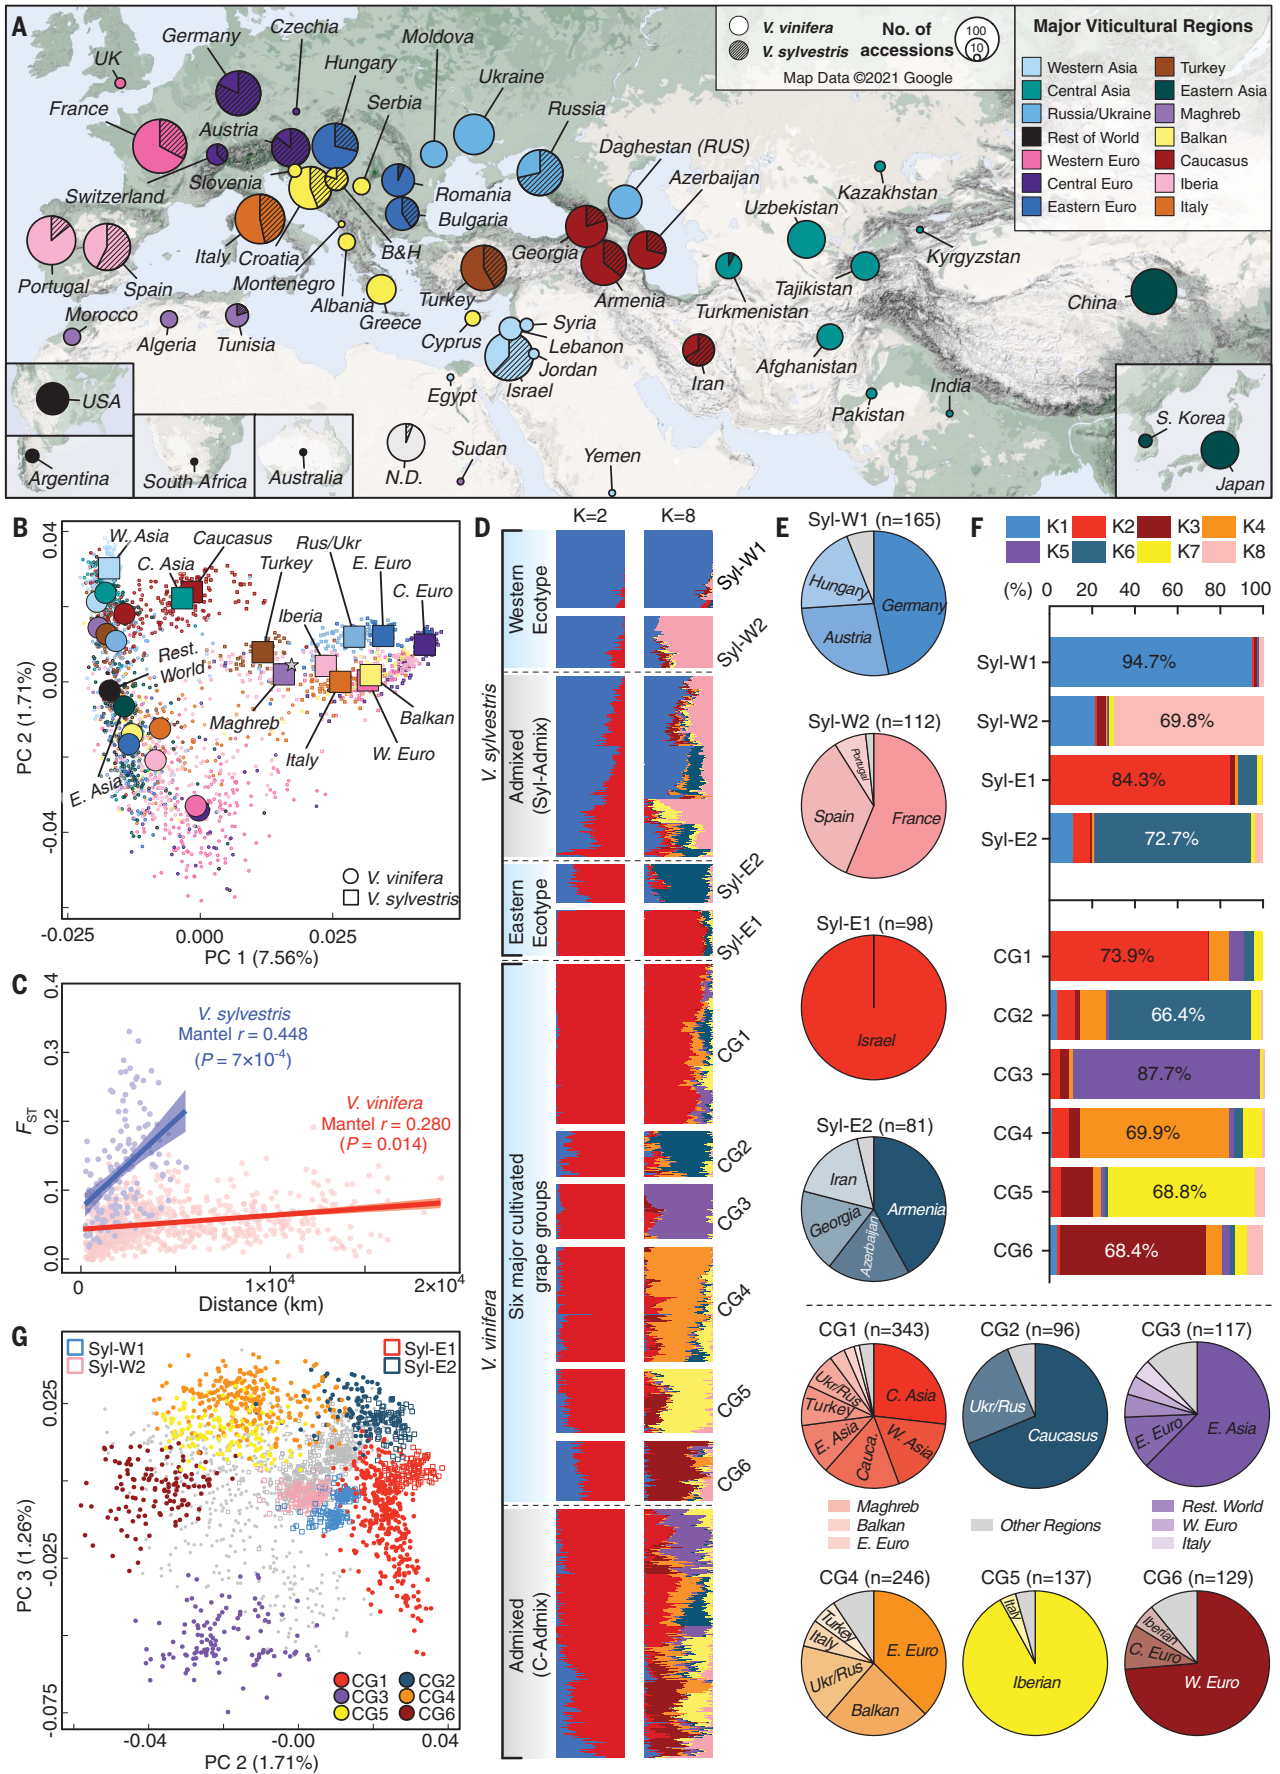 A
V. vinifera
V. sylvestris
No. of
accessions
100
10
Map Data ©2021 Google
Major Viticultural Regions
Western Asia
Turkey
Central Asia
Eastern Asia
Russia/Ukraine
Maghreb
Rest of World
Balkan
Western Euro
Caucasus
Central Euro
Iberia
Eastern Euro
Italy
UK
Germany
Czechia
Moldova
Hungary
Ukraine
France
Austria
Serbia
Russia
Daghestan (RUS)
Azerbaijan
Kazakhstan
Switzerland
Slovenia
Romania
Uzbekistan
Bulgaria
Kyrgyzstan
Italy
Croatia
B&H
Georgia
Portugal
Spain
Montenegro
Albania
Turkey
Armenia
Turkmenistan
Tajikistan
China
Morocco
Greece
Algeria
Tunisia
Cyprus
Syria
Lebanon
Jordan
Israel
Iran
Afghanistan
Egypt
Pakistan
India
USA
S. Korea
Argentina
South Africa
Australia
N.D.
Sudan
Yemen
Japan
B
0.04
0.00
-0.04
PC 2 (1.71%)
W. Asia
C. Asia
Caucasus
Turkey
Rus/Ukr
E. Euro
C. Euro
Iberia
Rest.
World
Maghreb
Italy
Balkan
W. Euro
E. Asia
V. vinifera
V. sylvestris
-0.025
0.000
0.025
PC 1 (7.56%)
C
0.4
0.3
0.2
0.1
0.0
FST
V. sylvestris
Mantel r = 0.448
(P = 7×10-4)
V. vinifera
Mantel r = 0.280
(P = 0.014)
0
1×104
2×104
Distance (km)
D
K=2
K=8
Western
Ecotype
Admixed
(Syl-Admix)
Eastern
Ecotype
V. sylvestris
Six major cultivated
grape groups
Admixed
(C-Admix)
V. vinifera
Syl-W1
Syl-W2
Syl-E2
Syl-E1
CG1
CG2
CG3
CG4
CG5
CG6
E
Syl-W1 (n=165)
Hungary
Germany
Austria
Syl-W2 (n=112)
Portugal
Spain
France
Syl-E1 (n=98)
Israel
Syl-E2 (n=81)
Iran
Armenia
Georgia
Azerbaijan
CG1 (n=343)
Ukr/Rus
C. Asia
Turkey
E. Asia
W. Asia
Cauca.
Maghreb
Balkan
E. Euro
CG2 (n=96)
Ukr/Rus
Caucasus
Other Regions
CG3 (n=117)
E. Euro
E. Asia
Rest. World
W. Euro
Italy
CG4 (n=246)
Turkey
Italy
E. Euro
Ukr/Rus
Balkan
CG5 (n=137)
Italy
Iberian
CG6 (n=129)
Iberian
C. Euro
W. Euro
F
K1
K2
K3
K4
K5
K6
K7
K8
(%)
0
20
40
60
80
100
Syl-W1
94.7%
Syl-W2
69.8%
Syl-E1
84.3%
Syl-E2
72.7%
CG1
73.9%
CG2
66.4%
CG3
87.7%
CG4
69.9%
CG5
68.8%
CG6
68.4%
G
Syl-W1
Syl-W2
Syl-E1
Syl-E2
0.025
-0.025
-0.075
PC 3 (1.26%)
CG1
CG2
CG3
CG4
CG5
CG6
-0.04
-0.00
0.04
PC 2 (1.71%)